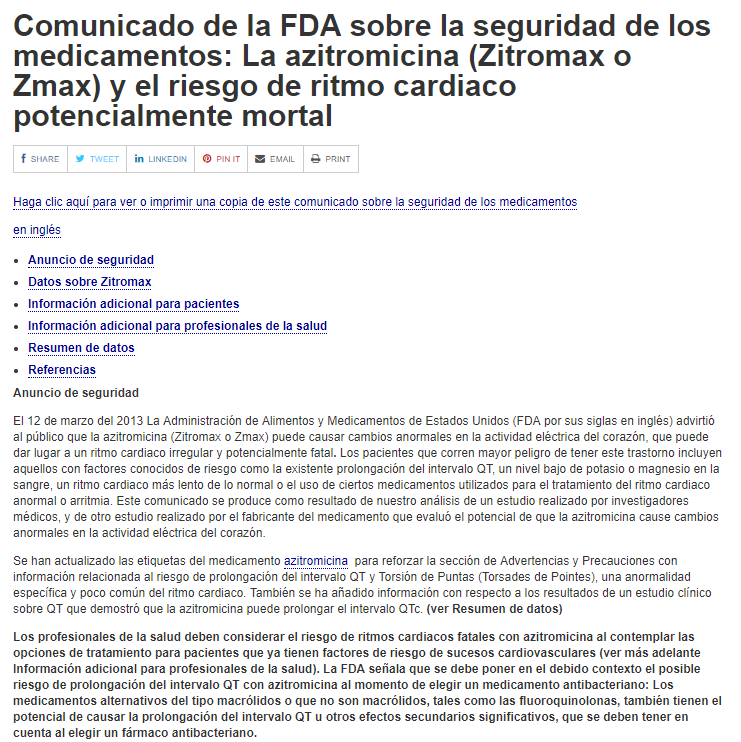 Comunicado de la FDA sobre la seguridad de los
medicamentos: La azitromicina (Zitromax o
Zmax) y el riesgo de ritmo cardiaco
potencialmente mortal
f SHARE TWEET in LINKEDIN PIN IT EMAIL PRINT
Haga clic aquí para ver o imprimir una copia de este comunicado sobre la seguridad de los medicamentos
en inglés
• Anuncio de seguridad
• Datos sobre Zitromax
• Información adicional para pacientes
• Información adicional para profesionales de la salud
• Resumen de datos
• Referencias
Anuncio de seguridad
El 12 de marzo del 2013 La Administración de Alimentos y Medicamentos de Estados Unidos (FDA por sus siglas en inglés) advirtió
al público que la azitromicina (Zitromax o Zmax) puede causar cambios anormales en la actividad eléctrica del corazón, que puede
dar lugar a un ritmo cardiaco irregular y potencialmente fatal. Los pacientes que corren mayor peligro de tener este trastorno incluyen
aquellos con factores conocidos de riesgo como la existente prolongación del intervalo QT, un nivel bajo de potasio o magnesio en la
sangre, un ritmo cardiaco más lento de lo normal o el uso de ciertos medicamentos utilizados para el tratamiento del ritmo cardiaco
anormal o arritmia. Este comunicado se produce como resultado de nuestro análisis de un estudio realizado por investigadores
médicos, y de otro estudio realizado por el fabricante del medicamento que evaluó el potencial de que la azitromicina cause cambios
anormales en la actividad eléctrica del corazón.
Se han actualizado las etiquetas del medicamento azitromicina para reforzar la sección de Advertencias y Precauciones con
información relacionada al riesgo de prolongación del intervalo QT y Torsión de Puntas (Torsades de Pointes), una anormalidad
específica y poco común del ritmo cardiaco. También se ha añadido información con respecto a los resultados de un estudio clínico
sobre QT que demostró que la azitromicina puede prolongar el intervalo QTc. (ver Resumen de datos)
Los profesionales de la salud deben considerar el riesgo de ritmos cardiacos fatales con azitromicina al contemplar las
opciones de tratamiento para pacientes que ya tienen factores de riesgo de sucesos cardiovasculares (ver más adelante
Información adicional para profesionales de la salud). La FDA señala que se debe poner en el debido contexto el posible
riesgo de prolongación del intervalo QT con azitromicina al momento de elegir un medicamento antibacteriano: Los
medicamentos alternativos del tipo macrólidos o que no son macrólidos, tales como las fluoroquinolonas, también tienen el
potencial de causar la prolongación del intervalo QT u otros efectos secundarios significativos, que se deben tener en
cuenta al elegir un fármaco antibacteriano.